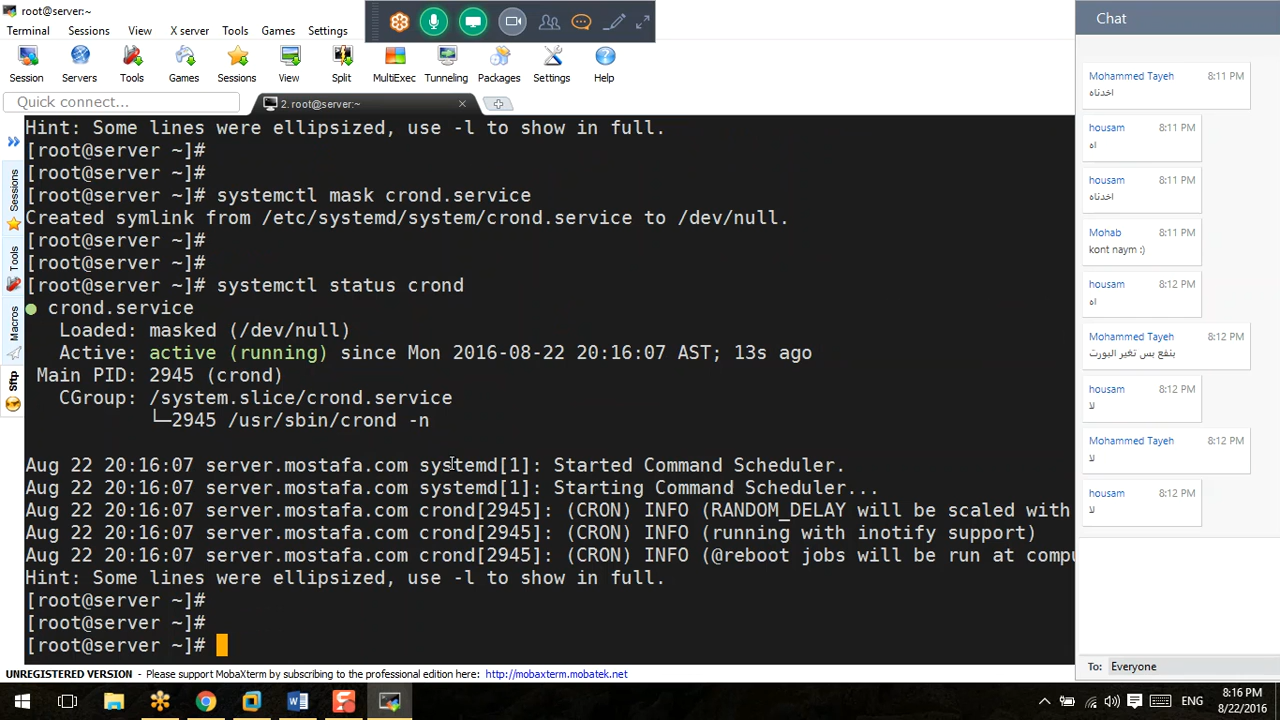 root@server:~
Terminal Sessions View X server Tools Games Settings
Session Servers Tools Games Sessions View Split MultiExec Tunneling Packages Settings Help
Quick connect...
2. root@server:~
Hint: Some lines were ellipsized, use -l to show in full.
[root@server ~]#
[root@server ~]#
[root@server ~]# systemctl mask crond.service
Created symlink from /etc/systemd/system/crond.service to /dev/null.
[root@server ~]#
[root@server ~]#
[root@server ~]# systemctl status crond
● crond.service
Loaded: masked (/dev/null)
Active: active (running) since Mon 2016-08-22 20:16:07 AST; 13s ago
Main PID: 2945 (crond)
CGroup: /system.slice/crond.service
└─2945 /usr/sbin/crond -n
Aug 22 20:16:07 server.mostafa.com systemd[1]: Started Command Scheduler.
Aug 22 20:16:07 server.mostafa.com systemd[1]: Starting Command Scheduler...
Aug 22 20:16:07 server.mostafa.com crond[2945]: (CRON) INFO (RANDOM_DELAY will be scaled with
Aug 22 20:16:07 server.mostafa.com crond[2945]: (CRON) INFO (running with inotify support)
Aug 22 20:16:07 server.mostafa.com crond[2945]: (CRON) INFO (@reboot jobs will be run at compu
Hint: Some lines were ellipsized, use -l to show in full.
[root@server ~]#
[root@server ~]#
[root@server ~]#
Sessions
Tools
Macros
Sftp
UNREGISTERED VERSION - Please support MobaXterm by subscribing to the professional edition here: http://mobaxterm.mobatek.net
Chat
Mohammed Tayeh 8:11 PM
اخدناه
housam 8:11 PM
اه
housam 8:11 PM
اخدناه
Mohab 8:11 PM
kont naym :)
housam 8:12 PM
اه
Mohammed Tayeh 8:12 PM
بنفع بس تغير البورت
housam 8:12 PM
لا
Mohammed Tayeh 8:12 PM
لا
housam 8:12 PM
لا
To: Everyone
ENG
8:16 PM
8/22/2016